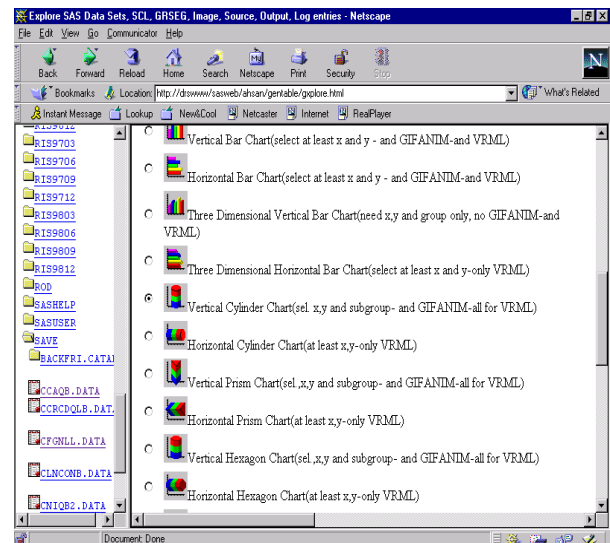 Explore SAS Data Sets, SCL, GRSEG, Image, Source, Output, Log entries - Netscape
File Edit View Go Communicator Help
Back Forward Reload Home Search Netscape Print Security Stop
Bookmarks Location: http://drswww/sasweb/ahsan/gentable/gxplore.html What's Related
Instant Message Lookup New&Cool Netcaster Internet RealPlayer
RIS9612
RIS9703
RIS9706
RIS9709
RIS9712
RIS9803
RIS9806
RIS9809
RIS9812
ROD
SASHELP
SASUSER
SAVE
BACKFRI.CATAI
CCAQB.DATA
CCRCDQLB.DAT
CFGNLL.DATA
CLNCONB.DATA
CNIQB2.DATA
Vertical Bar Chart(select at least x and y - and GIFANIM-and VRML)
Horizontal Bar Chart(select at least x and y - and GIFANIM-and VRML)
Three Dimensional Vertical Bar Chart(need x,y and group only, no GIFANIM-and
VRML)
Three Dimensional Horizontal Bar Chart(select at least x and y-only VRML)
Vertical Cylinder Chart(sel. x,y and subgroup- and GIFANIM-all for VRML)
Horizontal Cylinder Chart(at least x,y-only VRML)
Vertical Prism Chart(sel ,x,y and subgroup- and GIFANIM-all for VRML)
Horizontal Prism Chart(at least x,y-only VRML)
Vertical Hexagon Chart(sel ,x,y and subgroup- and GIFANIM-all for VRML)
Horizontal Hexagon Chart(at least x,y-only VRML)
Document: Done